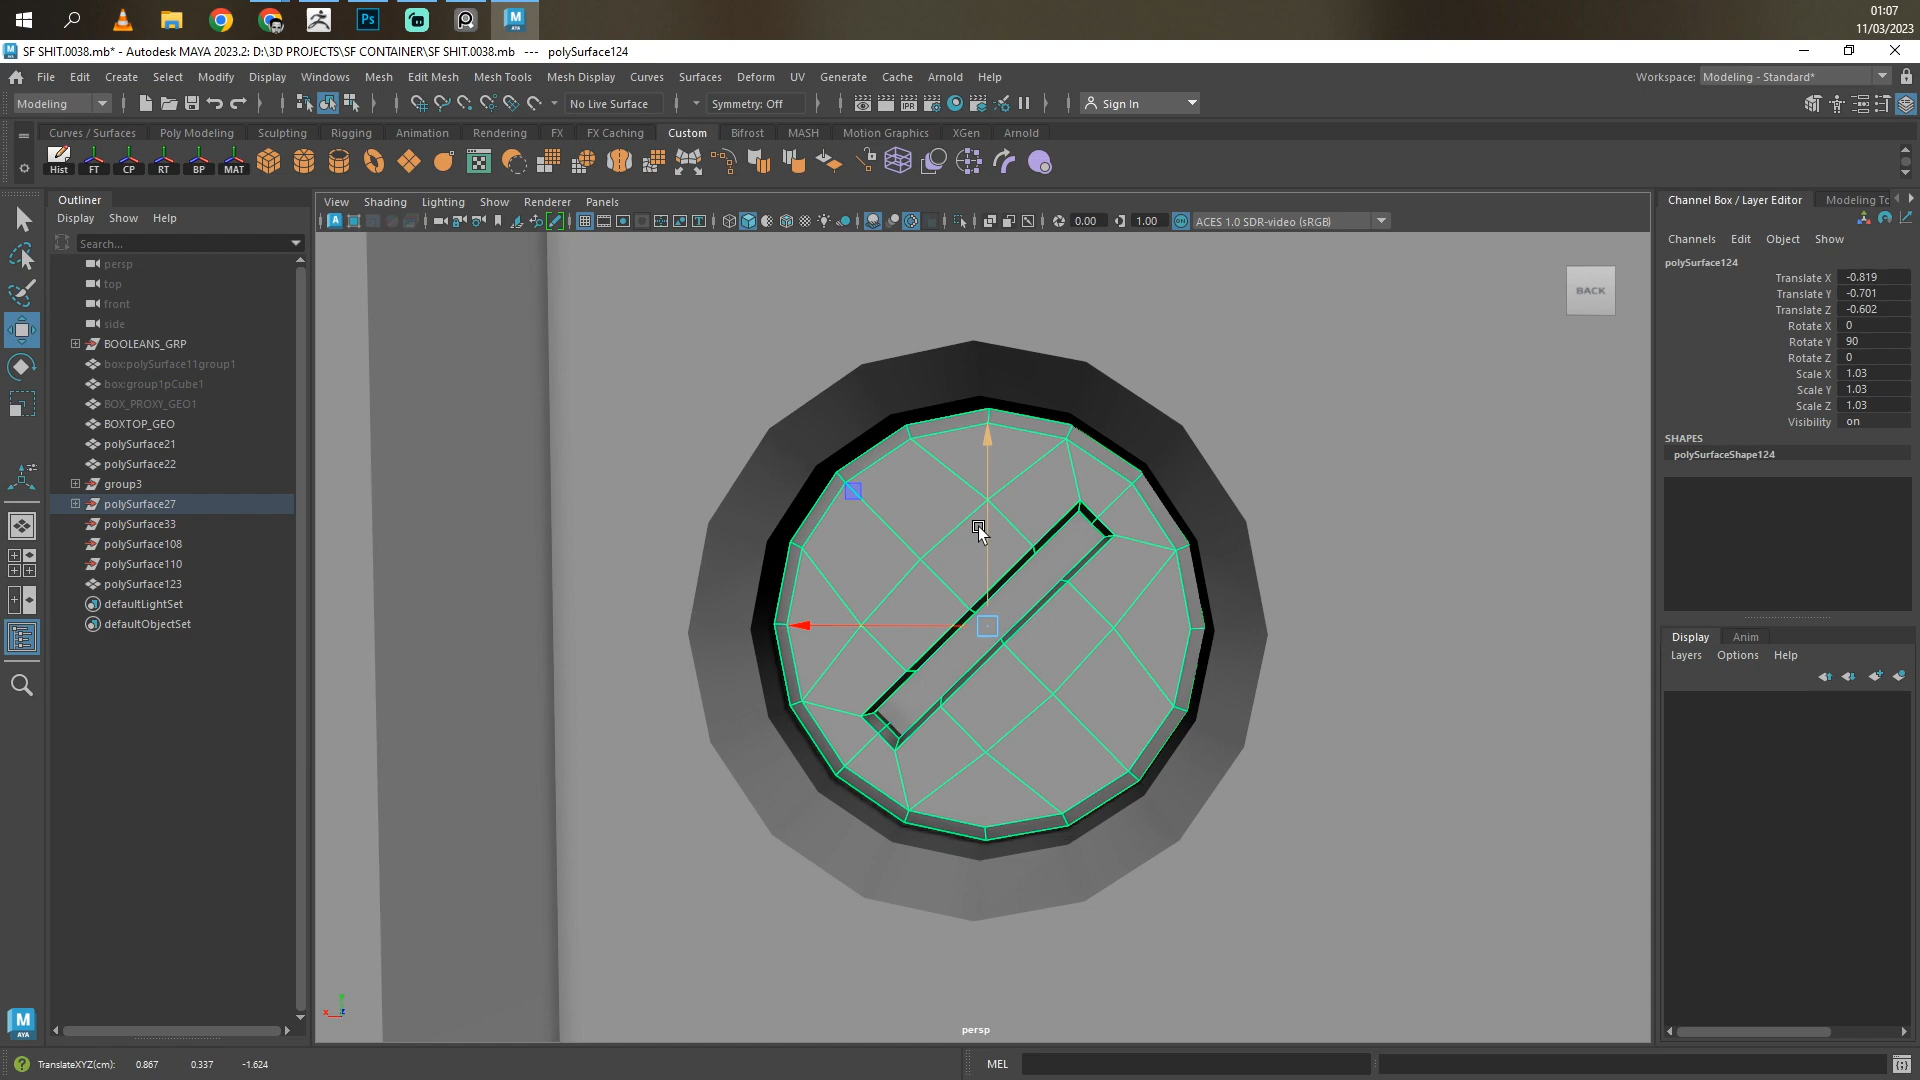 01:07
11/03/2023
SF SHIT.0038.mb* - Autodesk MAYA 2023.2: D:\3D PROJECTS\SF CONTAINER\SF SHIT.0038.mb --- polySurface124
File Edit Create Select Modify Display Windows Mesh Edit Mesh Mesh Tools Mesh Display Curves Surfaces Deform UV Generate Cache Arnold Help
Workspace: Modeling - Standard*
Modeling
No Live Surface
Symmetry: Off
IPR
Sign In
Curves / Surfaces Poly Modeling Sculpting Rigging Animation Rendering FX FX Caching Custom Bifrost MASH Motion Graphics XGen Arnold
Hist FT CP RT BP MAT
Outliner
Display Show Help
Search...
persp
top
front
side
BOOLEANS_GRP
box:polySurface11group1
box:group1pCube1
BOX_PROXY_GEO1
BOXTOP_GEO
polySurface21
polySurface22
group3
polySurface27
polySurface33
polySurface108
polySurface110
polySurface123
defaultLightSet
defaultObjectSet
View Shading Lighting Show Renderer Panels
0.00
1.00
ACES 1.0 SDR-video (sRGB)
BACK
persp
Channel Box / Layer Editor
Modeling To
Channels Edit Object Show
polySurface124
Translate X -0.819
Translate Y -0.701
Translate Z -0.602
Rotate X 0
Rotate Y 90
Rotate Z 0
Scale X 1.03
Scale Y 1.03
Scale Z 1.03
Visibility on
SHAPES
polySurfaceShape124
Display Anim
Layers Options Help
TranslateXYZ(cm): 0.867 0.337 -1.624
MEL